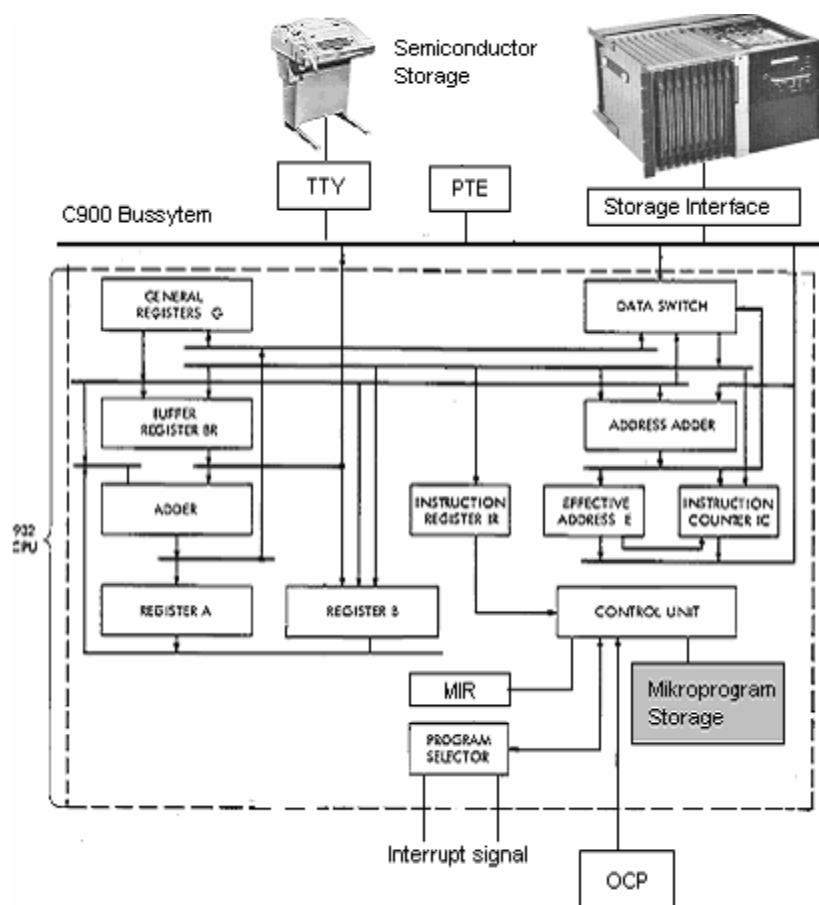 Semiconductor
Storage
TTY
PTE
Storage Interface
C900 Bussytem
GENERAL
REGISTERS G
DATA SWITCH
BUFFER
REGISTER BR
ADDRESS ADDER
ADDER
INSTRUCTION
REGISTER IR
EFFECTIVE
ADDRESS E
INSTRUCTION
COUNTER IC
932
CPU
REGISTER A
REGISTER B
CONTROL UNIT
MIR
Mikroprogram
Storage
PROGRAM
SELECTOR
Interrupt signal
OCP